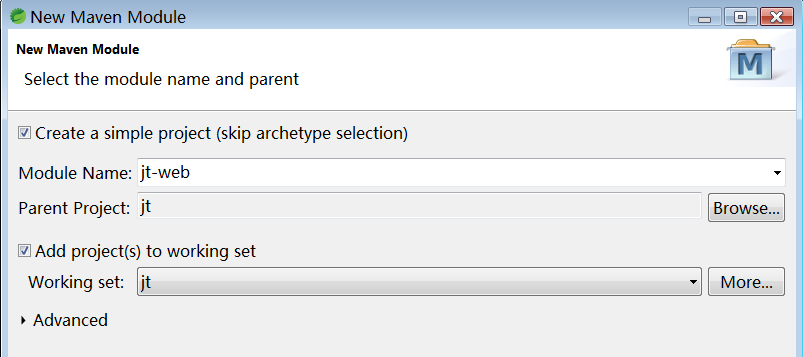 New Maven Module
New Maven Module
Select the module name and parent
M
Create a simple project (skip archetype selection)
Module Name: jt-web
Parent Project: jt Browse...
Add project(s) to working set
Working set: jt More...
Advanced